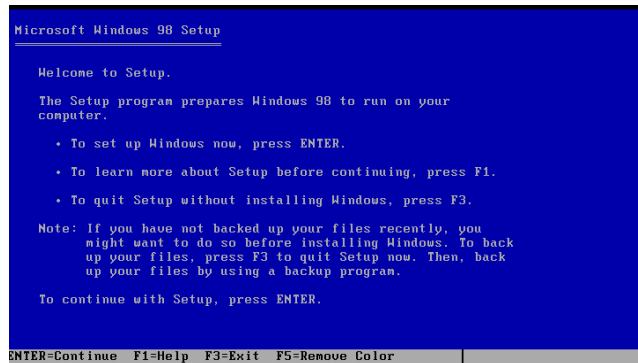 Microsoft Windows 98 Setup
Welcome to Setup.
The Setup program prepares Windows 98 to run on your
computer.
• To set up Windows now, press ENTER.
• To learn more about Setup before continuing, press F1.
• To quit Setup without installing Windows, press F3.
Note: If you have not backed up your files recently, you
might want to do so before installing Windows. To back
up your files, press F3 to quit Setup now. Then, back
up your files by using a backup program.
To continue with Setup, press ENTER.
ENTER=Continue F1=Help F3=Exit F5=Remove Color